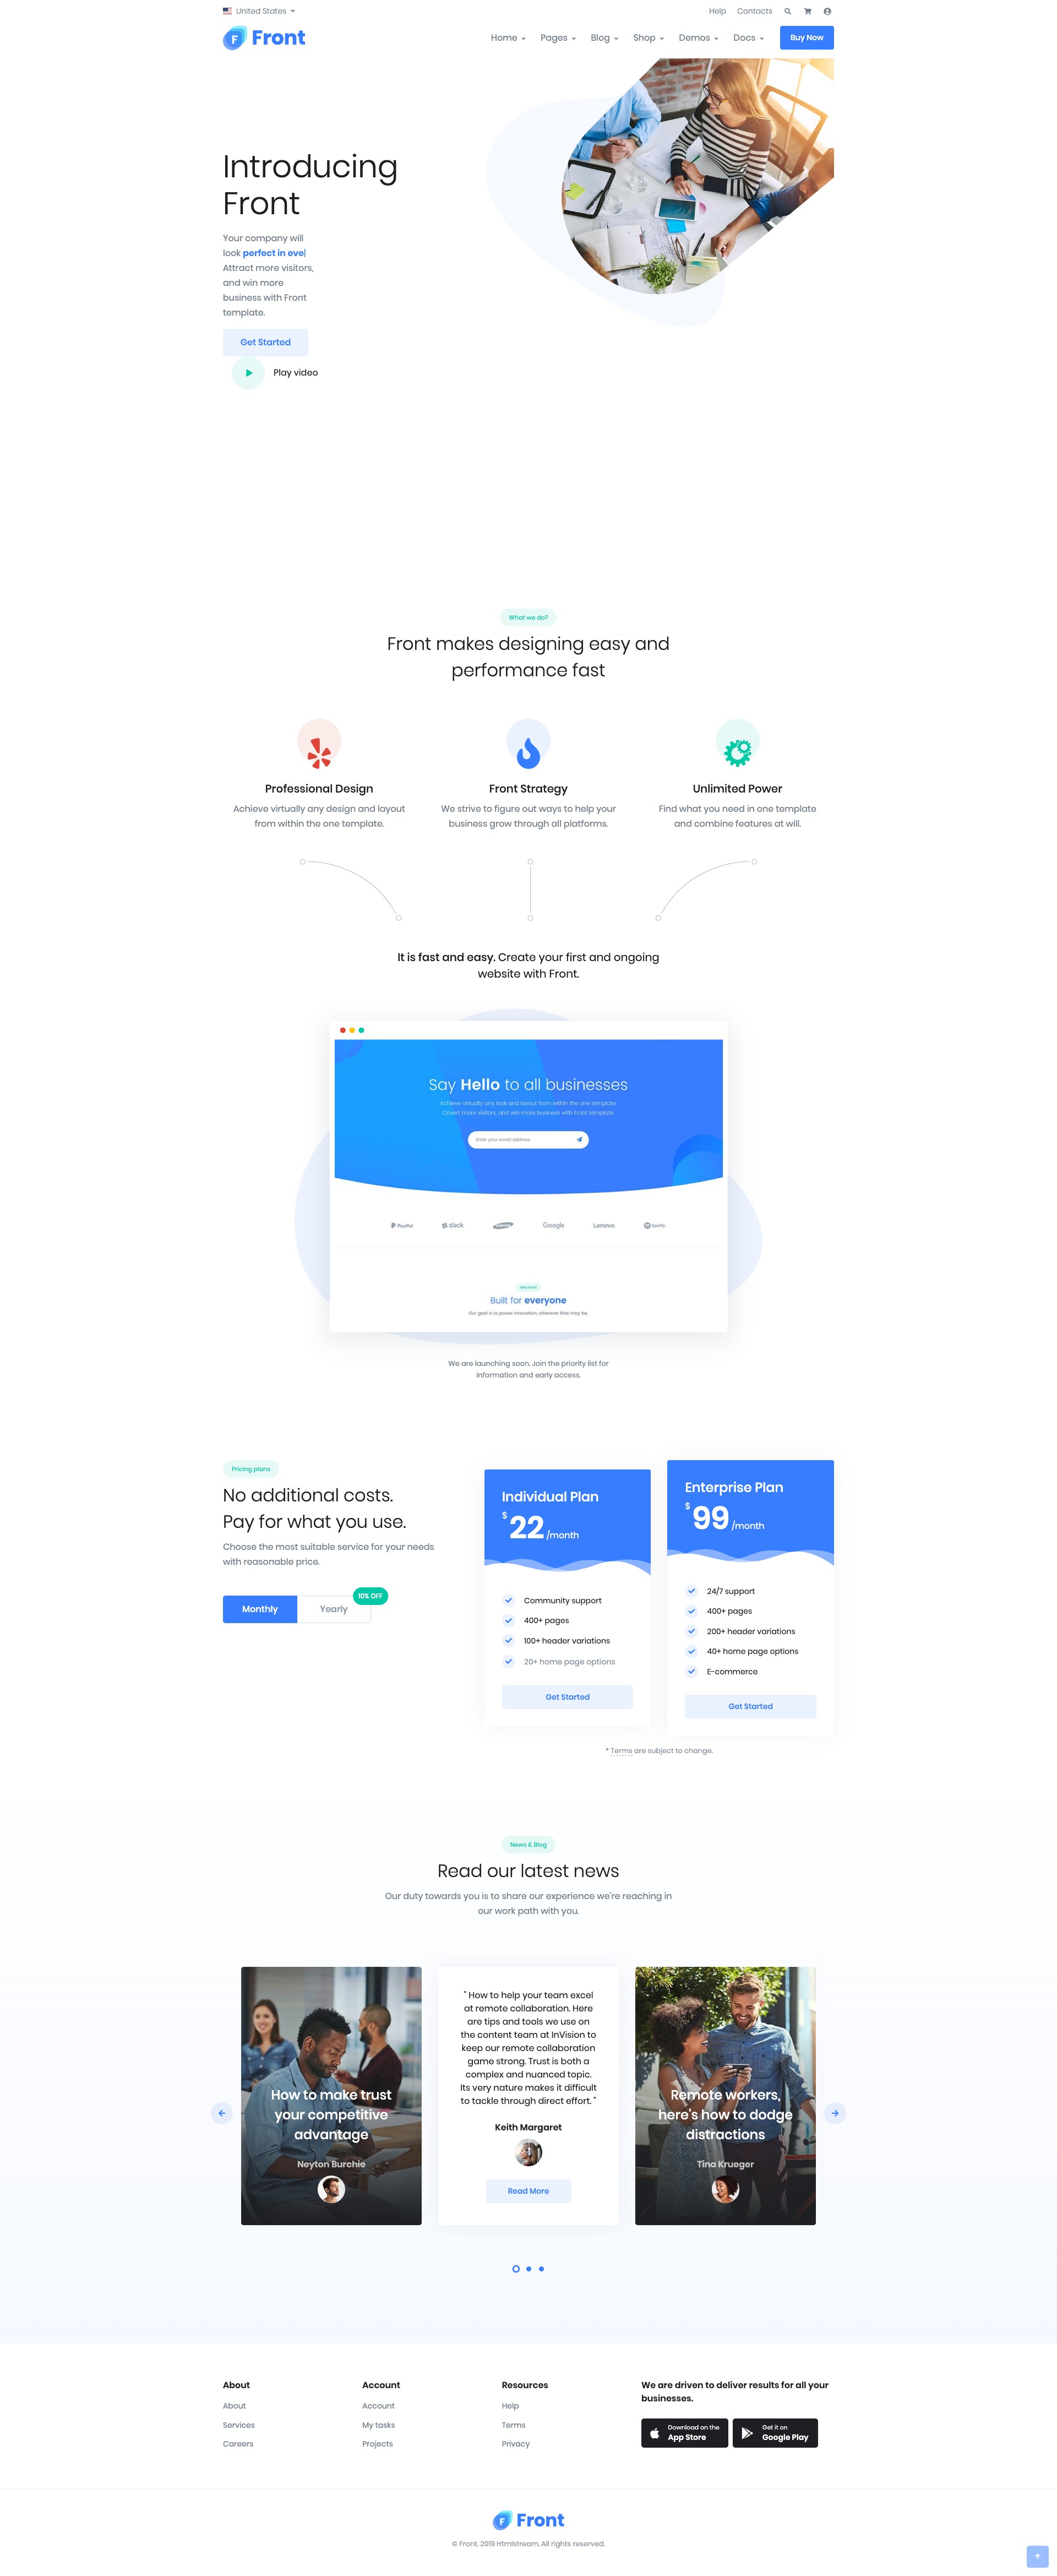 United States
Help Contacts
Front
Home Pages Blog Shop Demos Docs Buy Now
Introducing
Front
Your company will
look perfect in eve|
Attract more visitors,
and win more
business with Front
template.
Get Started
Play video
What we do?
Front makes designing easy and
performance fast
Professional Design
Achieve virtually any design and layout
from within the one template.
Front Strategy
We strive to figure out ways to help your
business grow through all platforms.
Unlimited Power
Find what you need in one template
and combine features at will.
It is fast and easy. Create your first and ongoing
website with Front.
Say Hello to all businesses
Achieve virtually any look and layout from within the one template
Covert more visitors, and win more business with Front template
Enter your email address
PayPal slack SAMSUNG Google Lenovo Spotify
Why Front
Built for everyone
Our goal is to power innovation, wherever that may be.
We are launching soon. Join the priority list for
information and early access.
Pricing plans
No additional costs.
Pay for what you use.
Choose the most suitable service for your needs
with reasonable price.
Monthly Yearly
10% OFF
Individual Plan
$ 22 /month
Community support
400+ pages
100+ header variations
20+ home page options
Get Started
Enterprise Plan
$ 99 /month
24/7 support
400+ pages
200+ header variations
40+ home page options
E-commerce
Get Started
* Terms are subject to change.
News & Blog
Read our latest news
Our duty towards you is to share our experience we're reaching in
our work path with you.
How to make trust
your competitive
advantage
Neyton Burchie
" How to help your team excel
at remote collaboration. Here
are tips and tools we use on
the content team at InVision to
keep our remote collaboration
game strong. Trust is both a
complex and nuanced topic.
Its very nature makes it difficult
to tackle through direct effort. "
Keith Margaret
Read More
Remote workers,
here's how to dodge
distractions
Tina Krueger
About
About
Services
Careers
Account
Account
My tasks
Projects
Resources
Help
Terms
Privacy
We are driven to deliver results for all your
businesses.
Download on the
App Store
Get it on
Google Play
Front
© Front. 2019 Htmlstream. All rights reserved.